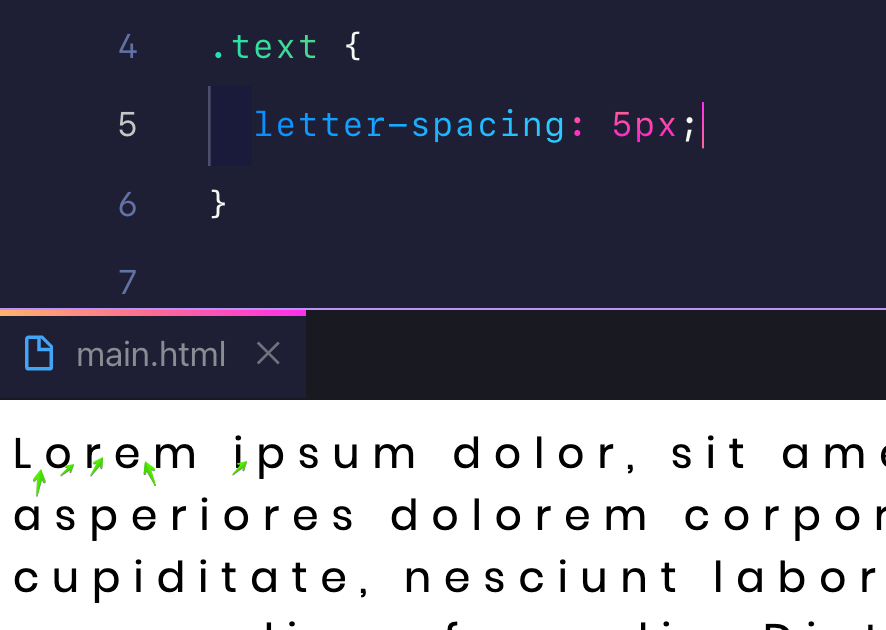 4 .text {
5 letter-spacing: 5px;
6 }
7
main.html
Lorem ipsum dolor, sit ame
asperiores dolorem corpor
cupiditate, nesciunt labor